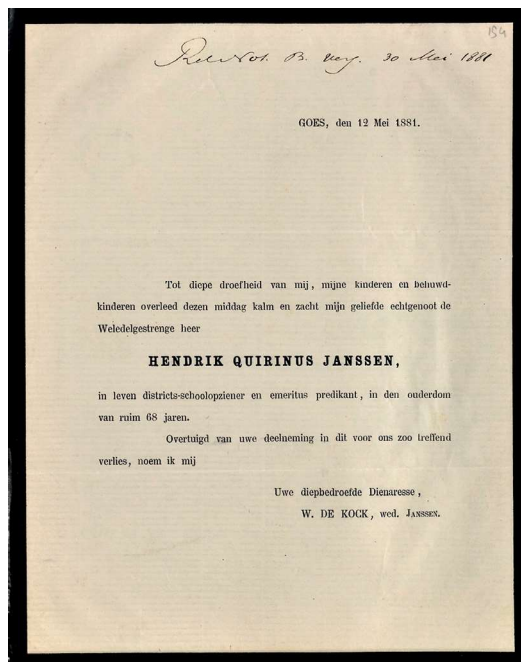 154
Rel. Not. B. verg. 30 Mei 1881
GOES, den 12 Mei 1881.
Tot diepe droefheid van mij, mijne kinderen en behuwd-
kinderen overleed dezen middag kalm en zacht mijn geliefde echtgenoot de
Weledelgestrenge heer
HENDRIK QUIRINUS JANSSEN,
in leven districts-schoolopziener en emeritus predikant, in den ouderdom
van ruim 68 jaren.
Overtuigd van uwe deelneming in dit voor ons zoo treffend
verlies, noem ik mij
Uwe diepbedroefde Dienaresse,
W. DE KOCK, wed. JANSSEN.